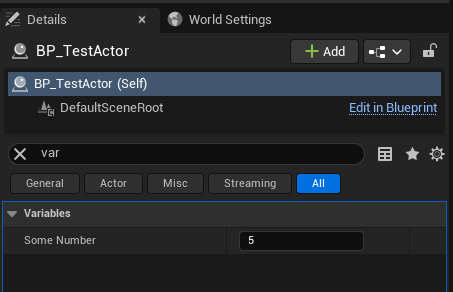 Details
World Settings
BP_TestActor
Add
BP_TestActor (Self)
DefaultSceneRoot
Edit in Blueprint
var
General
Actor
Misc
Streaming
All
Variables
Some Number
5